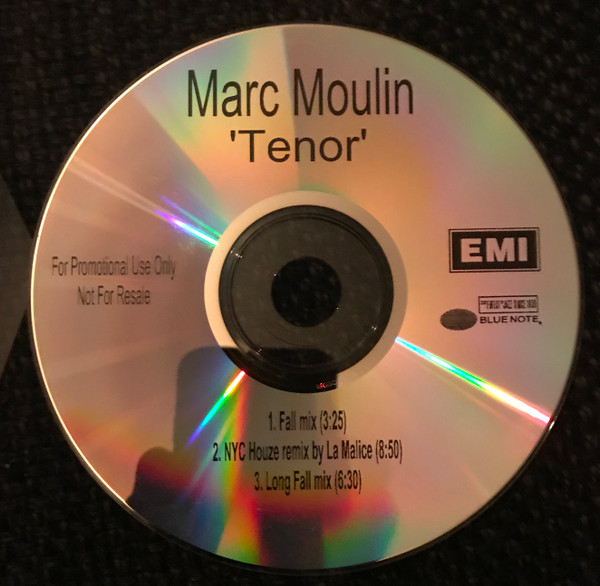 Marc Moulin
'Tenor'
For Promotional Use Only
Not For Resale
EMI
BLUE NOTE
1. Fall mix (3:25)
2. NYC Houze remix by La Malice (8:50)
3. Long Fall mix (6:30)